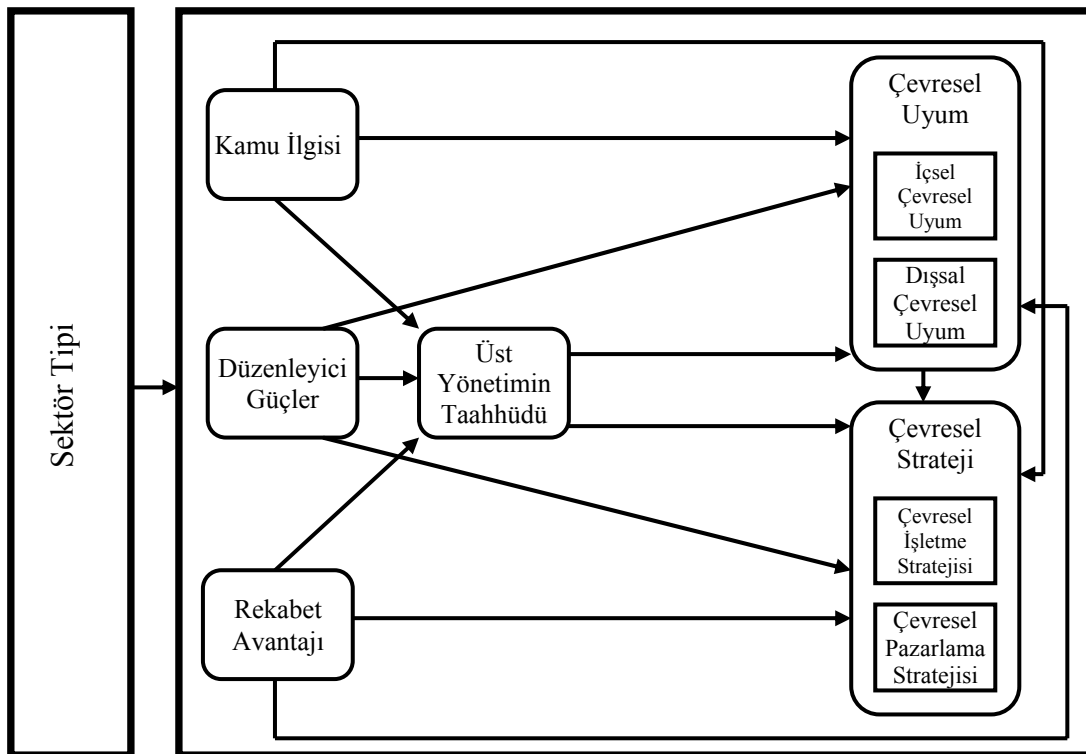 Sektör Tipi
Kamu İlgisi
Düzenleyici
Güçler
Rekabet
Avantajı
Üst
Yönetimin
Taahhüdü
Çevresel
Uyum
İçsel
Çevresel
Uyum
Dışsal
Çevresel
Uyum
Çevresel
Strateji
Çevresel
İşletme
Stratejisi
Çevresel
Pazarlama
Stratejisi